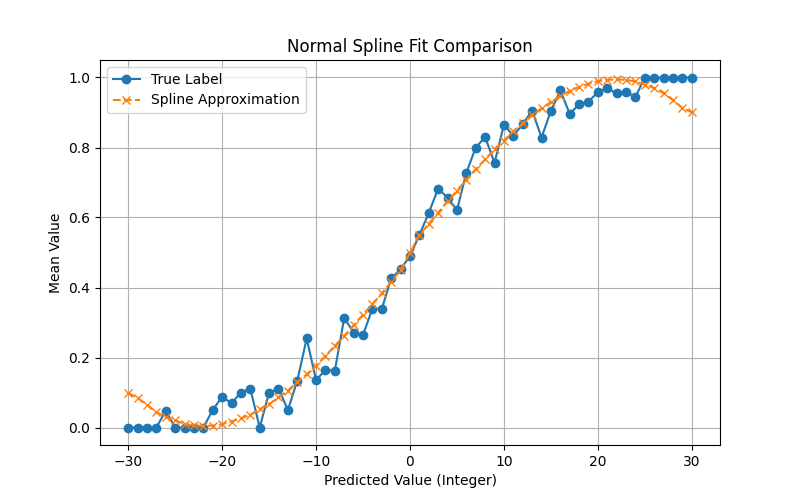 Normal Spline Fit Comparison
True Label
Spline Approximation
Mean Value
1.0
0.8
0.6
0.4
0.2
0.0
−30
−20
−10
0
10
20
30
Predicted Value (Integer)